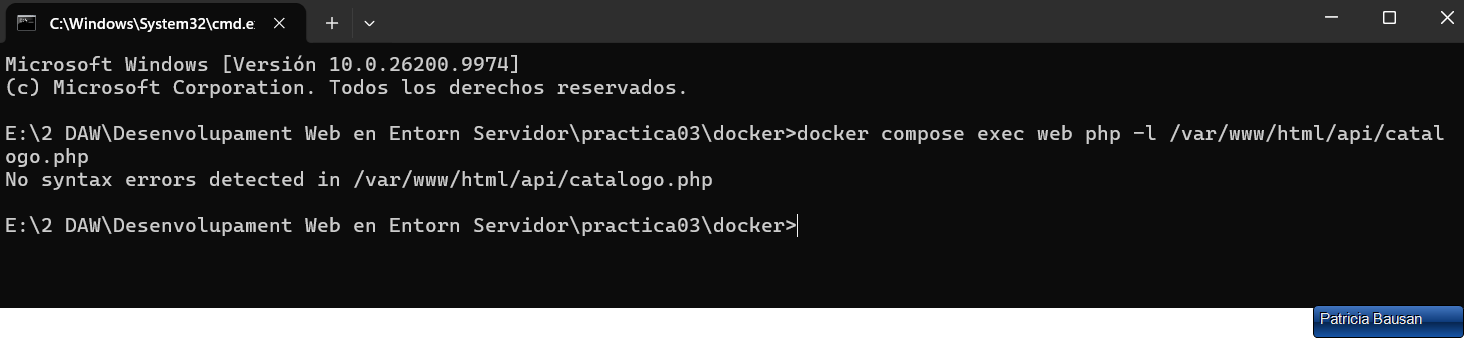 C:\Windows\System32\cmd.e:
Microsoft Windows [Versión 10.0.26200.9974]
(c) Microsoft Corporation. Todos los derechos reservados.
E:\2 DAW\Desenvolupament Web en Entorn Servidor\practica03\docker>docker compose exec web php -l /var/www/html/api/catal
ogo.php
No syntax errors detected in /var/www/html/api/catalogo.php
E:\2 DAW\Desenvolupament Web en Entorn Servidor\practica03\docker>
Patricia Bausan